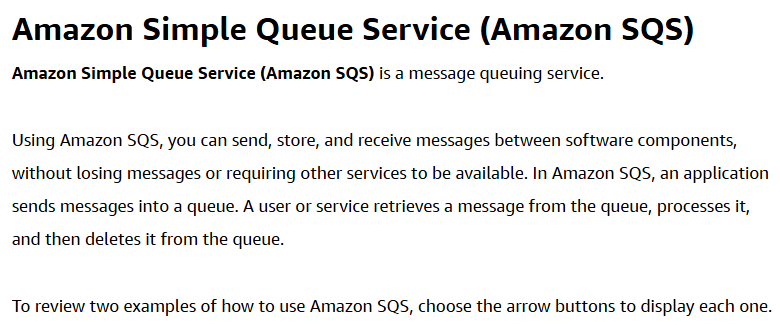 Amazon Simple Queue Service (Amazon SQS)
Amazon Simple Queue Service (Amazon SQS) is a message queuing service.
Using Amazon SQS, you can send, store, and receive messages between software components,
without losing messages or requiring other services to be available. In Amazon SQS, an application
sends messages into a queue. A user or service retrieves a message from the queue, processes it,
and then deletes it from the queue.
To review two examples of how to use Amazon SQS, choose the arrow buttons to display each one.